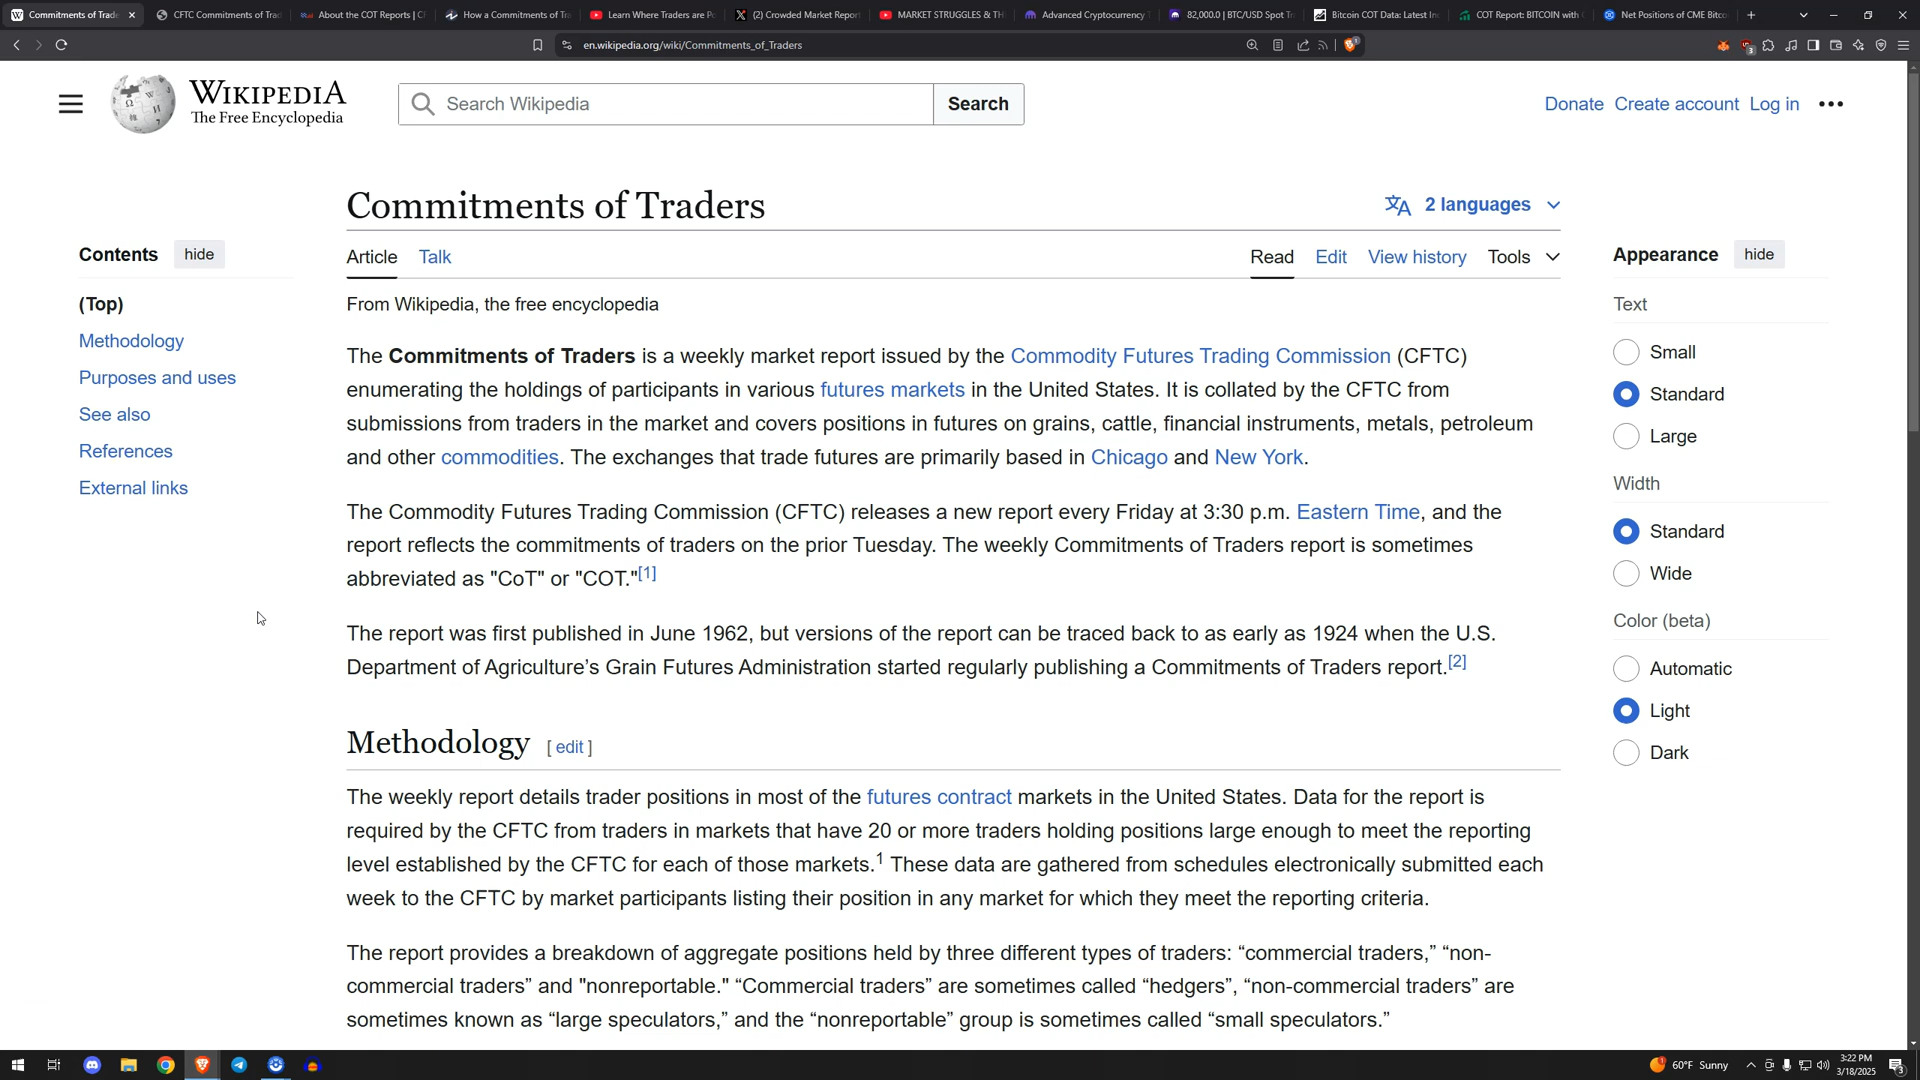 Commitments of Trade
CFTC Commitments of Trad
About the COT Reports | CF
How a Commitments of Tr
Learn Where Traders are Po
(2) Crowded Market Report
MARKET STRUGGLES & TH
Advanced Cryptocurrency T
82,000.0 | BTC/USD Spot Tr
Bitcoin COT Data: Latest In
COT Report: BITCOIN with C
Net Positions of CME Bitco
en.wikipedia.org/wiki/Commitments_of_Traders
WIKIPEDIA
The Free Encyclopedia
Search Wikipedia
Search
Donate Create account Log in
Commitments of Traders
2 languages
Contents hide
(Top)
Methodology
Purposes and uses
See also
References
External links
Article Talk
Read Edit View history Tools
From Wikipedia, the free encyclopedia
The Commitments of Traders is a weekly market report issued by the Commodity Futures Trading Commission (CFTC)
enumerating the holdings of participants in various futures markets in the United States. It is collated by the CFTC from
submissions from traders in the market and covers positions in futures on grains, cattle, financial instruments, metals, petroleum
and other commodities. The exchanges that trade futures are primarily based in Chicago and New York.
The Commodity Futures Trading Commission (CFTC) releases a new report every Friday at 3:30 p.m. Eastern Time, and the
report reflects the commitments of traders on the prior Tuesday. The weekly Commitments of Traders report is sometimes
abbreviated as "CoT" or "COT."[1]
The report was first published in June 1962, but versions of the report can be traced back to as early as 1924 when the U.S.
Department of Agriculture’s Grain Futures Administration started regularly publishing a Commitments of Traders report.[2]
Methodology [ edit ]
The weekly report details trader positions in most of the futures contract markets in the United States. Data for the report is
required by the CFTC from traders in markets that have 20 or more traders holding positions large enough to meet the reporting
level established by the CFTC for each of those markets.1 These data are gathered from schedules electronically submitted each
week to the CFTC by market participants listing their position in any market for which they meet the reporting criteria.
The report provides a breakdown of aggregate positions held by three different types of traders: “commercial traders,” “non-
commercial traders” and "nonreportable." “Commercial traders” are sometimes called “hedgers”, “non-commercial traders” are
sometimes known as “large speculators,” and the “nonreportable” group is sometimes called “small speculators.”
Appearance hide
Text
Small
Standard
Large
Width
Standard
Wide
Color (beta)
Automatic
Light
Dark
60°F Sunny
3:22 PM
3/18/2025